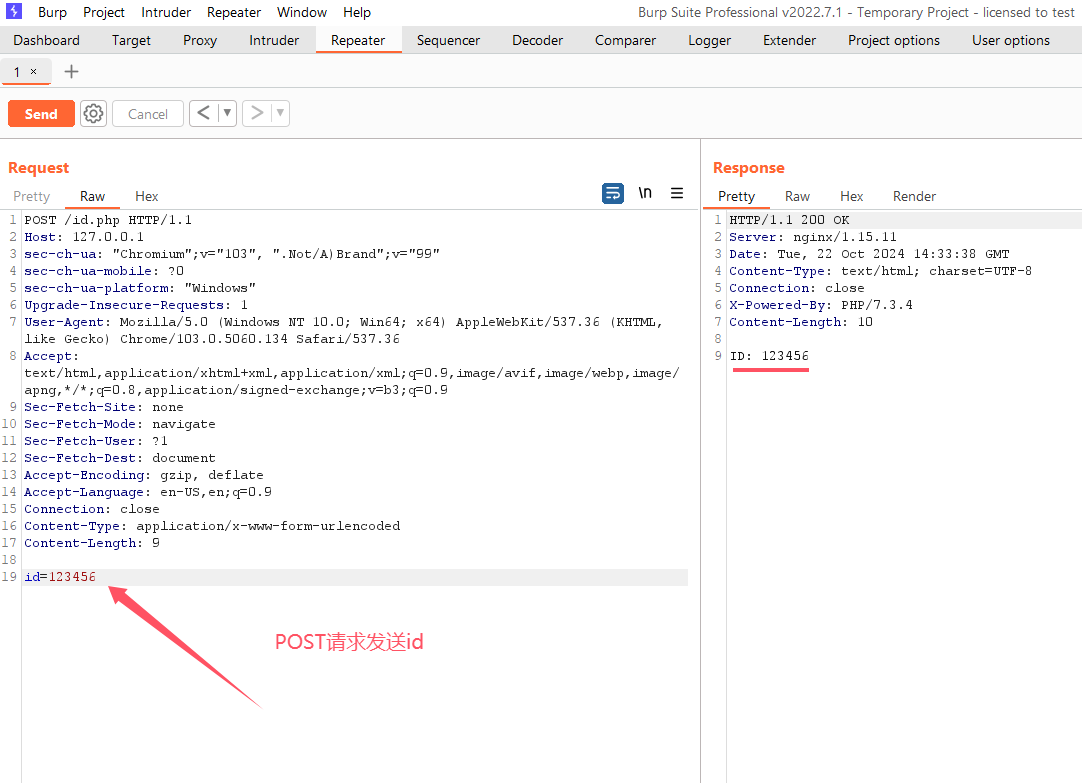 Burp Project Intruder Repeater Window Help Burp Suite Professional v2022.7.1 - Temporary Project - licensed to test
Dashboard Target Proxy Intruder Repeater Sequencer Decoder Comparer Logger Extender Project options User options
1 ×
Send Cancel
Request
Pretty Raw Hex \n
1 POST /id.php HTTP/1.1
2 Host: 127.0.0.1
3 sec-ch-ua: "Chromium";v="103", ".Not/A)Brand";v="99"
4 sec-ch-ua-mobile: ?0
5 sec-ch-ua-platform: "Windows"
6 Upgrade-Insecure-Requests: 1
7 User-Agent: Mozilla/5.0 (Windows NT 10.0; Win64; x64) AppleWebKit/537.36 (KHTML,
like Gecko) Chrome/103.0.5060.134 Safari/537.36
8 Accept:
text/html,application/xhtml+xml,application/xml;q=0.9,image/avif,image/webp,image/
apng,*/*;q=0.8,application/signed-exchange;v=b3;q=0.9
9 Sec-Fetch-Site: none
10 Sec-Fetch-Mode: navigate
11 Sec-Fetch-User: ?1
12 Sec-Fetch-Dest: document
13 Accept-Encoding: gzip, deflate
14 Accept-Language: en-US,en;q=0.9
15 Connection: close
16 Content-Type: application/x-www-form-urlencoded
17 Content-Length: 9
18
19 id=123456
POST请求发送id
Response
Pretty Raw Hex Render
1 HTTP/1.1 200 OK
2 Server: nginx/1.15.11
3 Date: Tue, 22 Oct 2024 14:33:38 GMT
4 Content-Type: text/html; charset=UTF-8
5 Connection: close
6 X-Powered-By: PHP/7.3.4
7 Content-Length: 10
8
9 ID: 123456